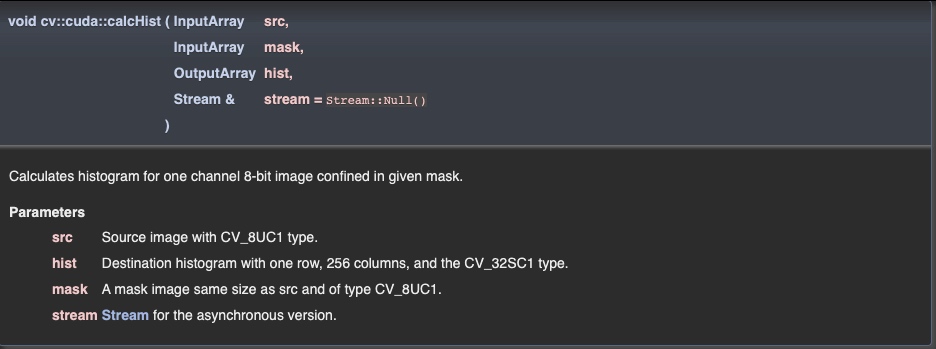 void cv::cuda::calcHist ( InputArray src,
InputArray mask,
OutputArray hist,
Stream & stream = Stream::Null()
)
Calculates histogram for one channel 8-bit image confined in given mask.
Parameters
src Source image with CV_8UC1 type.
hist Destination histogram with one row, 256 columns, and the CV_32SC1 type.
mask A mask image same size as src and of type CV_8UC1.
stream Stream for the asynchronous version.